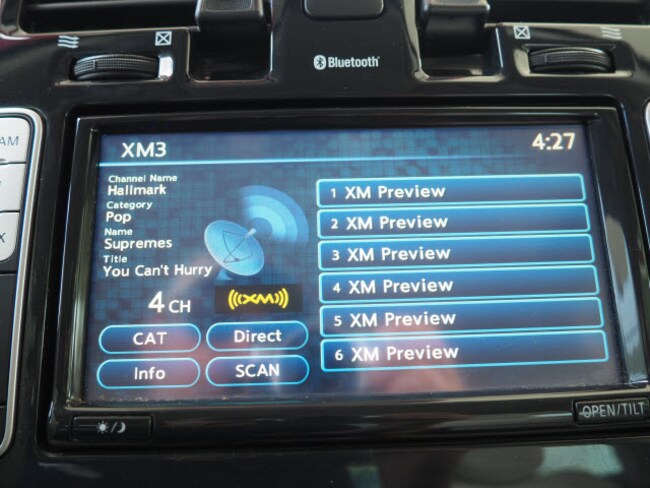 Bluetooth
AM
X
XM3
4:27
Channel Name
Hallmark
Category
Pop
Name
Supremes
Title
You Can't Hurry
4 CH
((XM))
CAT
Direct
Info
SCAN
1 XM Preview
2 XM Preview
3 XM Preview
4 XM Preview
5 XM Preview
6 XM Preview
OPEN/TILT